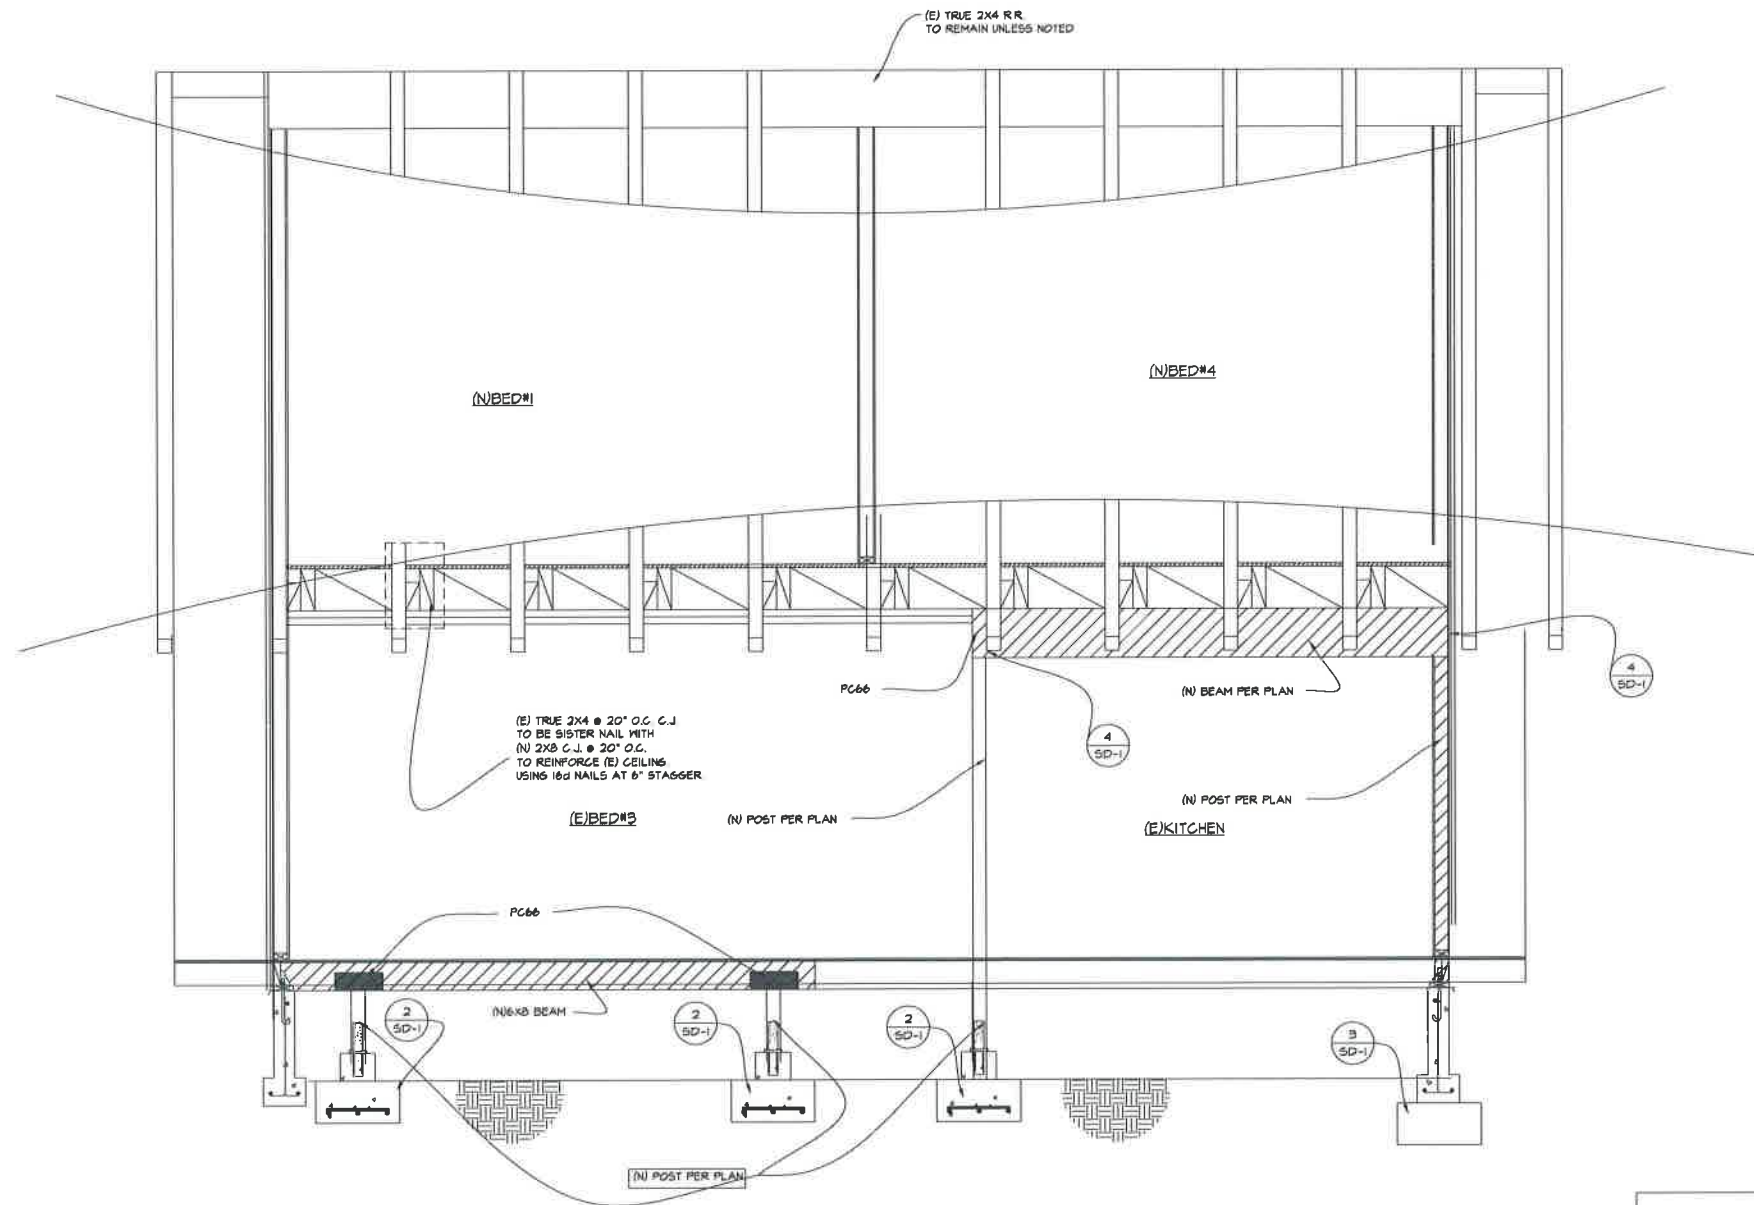 (E) TRUE 2X4 R.R.
TO REMAIN UNLESS NOTED
(N)BED#1
(N)BED#4
PC66
(N) BEAM PER PLAN
4
SD-1
4
SD-1
(E) TRUE 2X4 @ 20" O.C. C.J
TO BE SISTER NAIL WITH
(N) 2X8 C.J. @ 20" O.C.
TO REINFORCE (E) CEILING
USING 16d NAILS AT 6" STAGGER
(E)BED#3
(N) POST PER PLAN
(N) POST PER PLAN
(E)KITCHEN
PC66
(N)6X8 BEAM
2
SD-1
2
SD-1
2
SD-1
3
SD-1
(N) POST PER PLAN